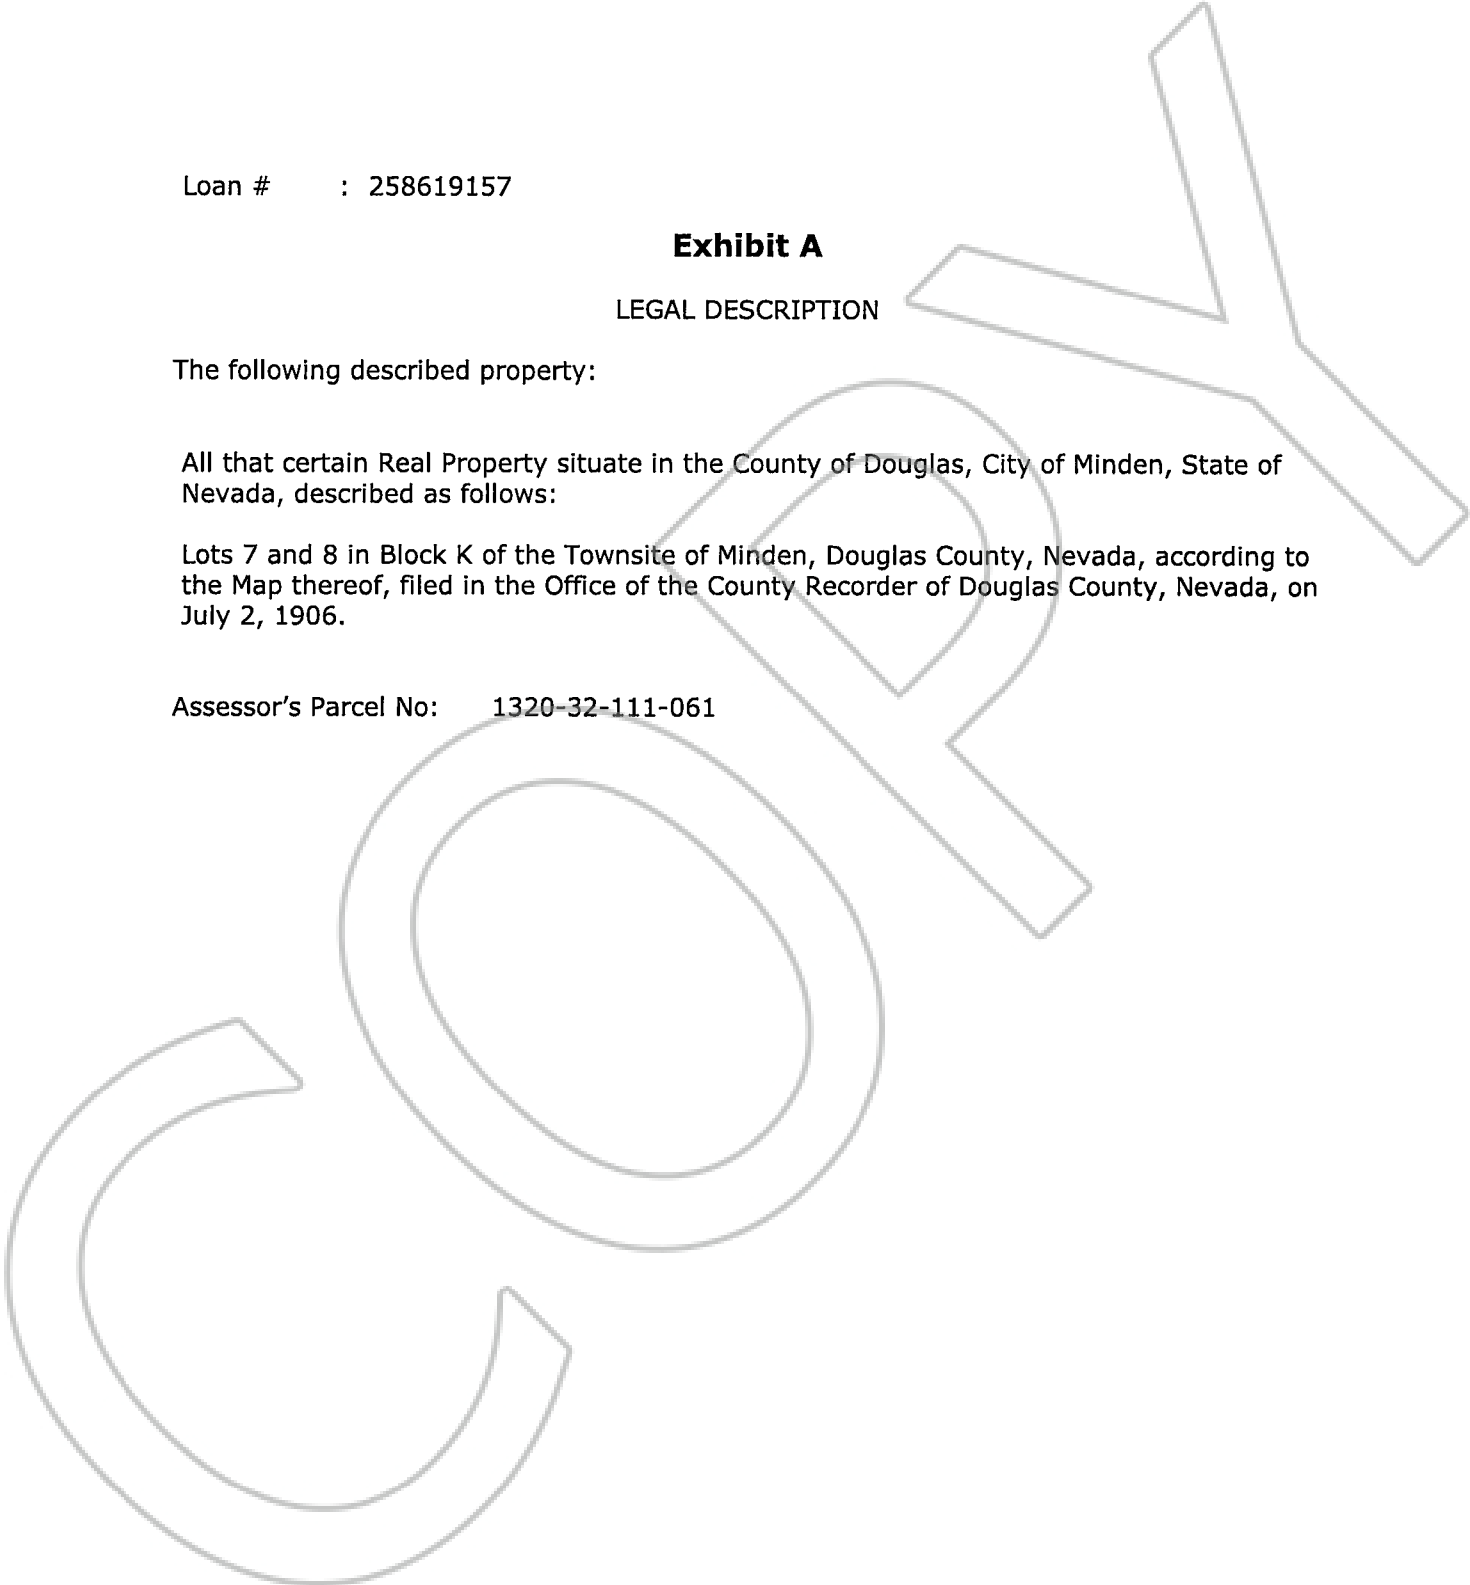 Loan # : 258619157
Exhibit A
LEGAL DESCRIPTION
The following described property:
All that certain Real Property situate in the County of Douglas, City of Minden, State of
Nevada, described as follows:
Lots 7 and 8 in Block K of the Townsite of Minden, Douglas County, Nevada, according to
the Map thereof, filed in the Office of the County Recorder of Douglas County, Nevada, on
July 2, 1906.
Assessor's Parcel No: 1320-32-111-061
COPY